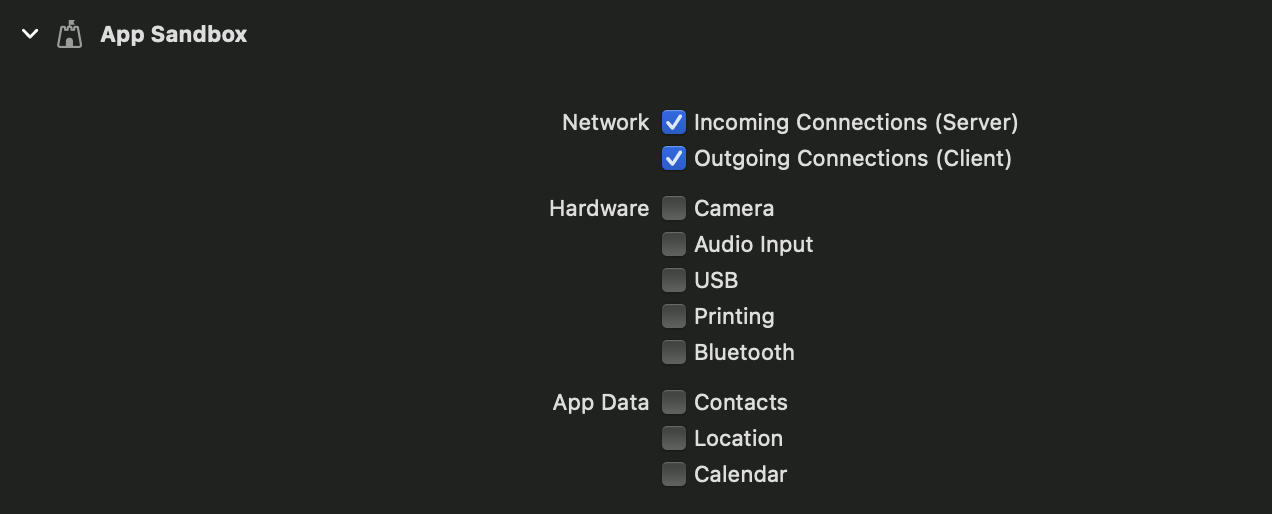 App Sandbox
Network Incoming Connections (Server)
Outgoing Connections (Client)
Hardware Camera
Audio Input
USB
Printing
Bluetooth
App Data Contacts
Location
Calendar